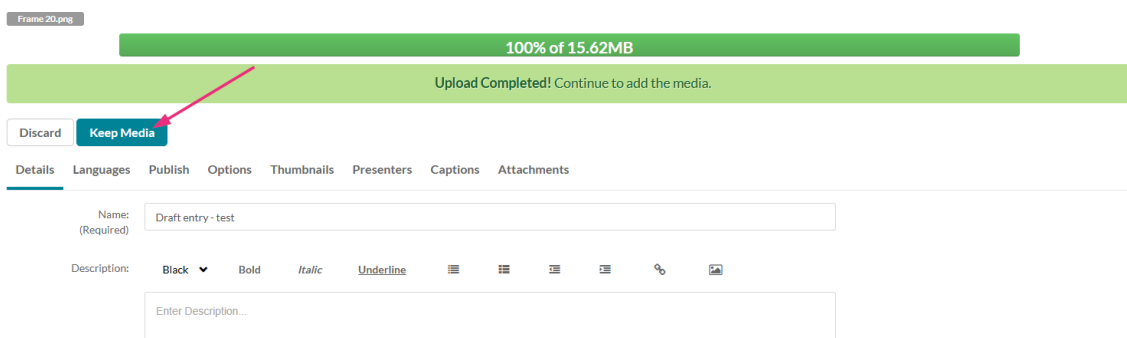 Frame 20.png
100% of 15.62MB
Upload Completed! Continue to add the media.
Discard Keep Media
Details Languages Publish Options Thumbnails Presenters Captions Attachments
Name: Draft entry - test
(Required)
Description: Black Bold Italic Underline
Enter Description...